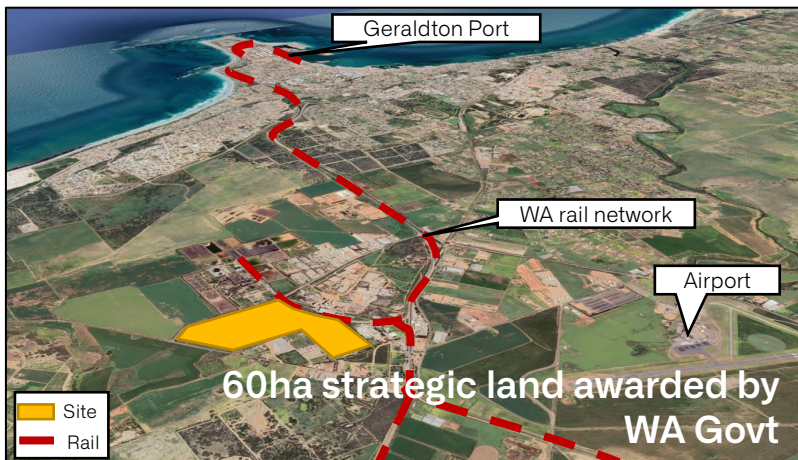 Geraldton Port
WA rail network
Airport
60ha strategic land awarded by
WA Govt
Site
Rail